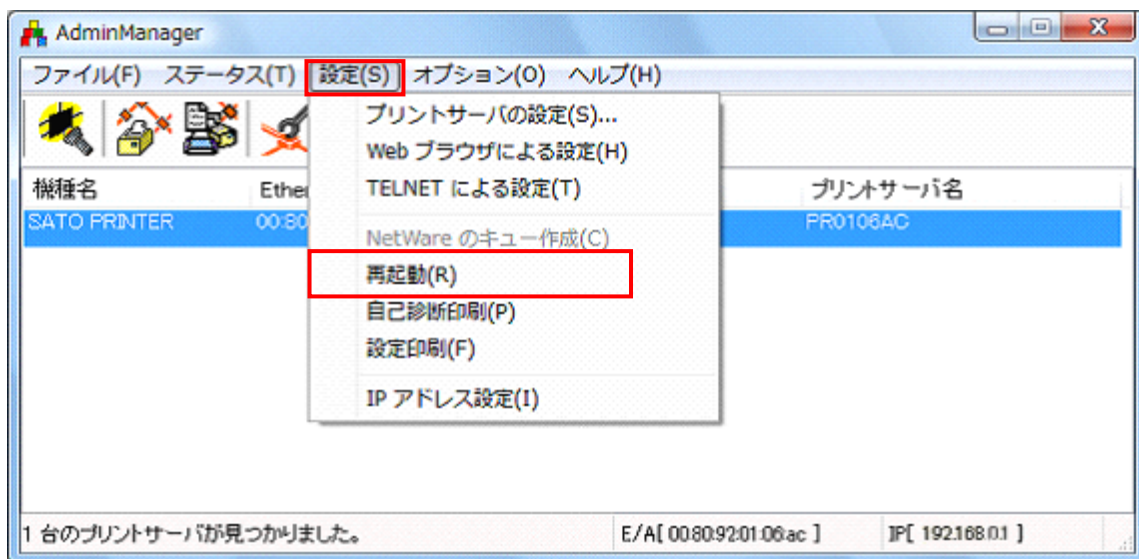 AdminManager
ファイル(F) ステータス(T) 設定(S) オプション(O) ヘルプ(H)
プリントサーバの設定(S)...
Web ブラウザによる設定(H)
TELNET による設定(T)
NetWare のキュー作成(C)
再起動(R)
自己診断印刷(P)
設定印刷(F)
IP アドレス設定(I)
機種名 Ether プリントサーバ名
SATO PRINTER 00:80 PR0106AC
1 台のプリントサーバが見つかりました。 E/A[ 00:80:92:01:06:ac ] IP[ 192.168.0.1 ]